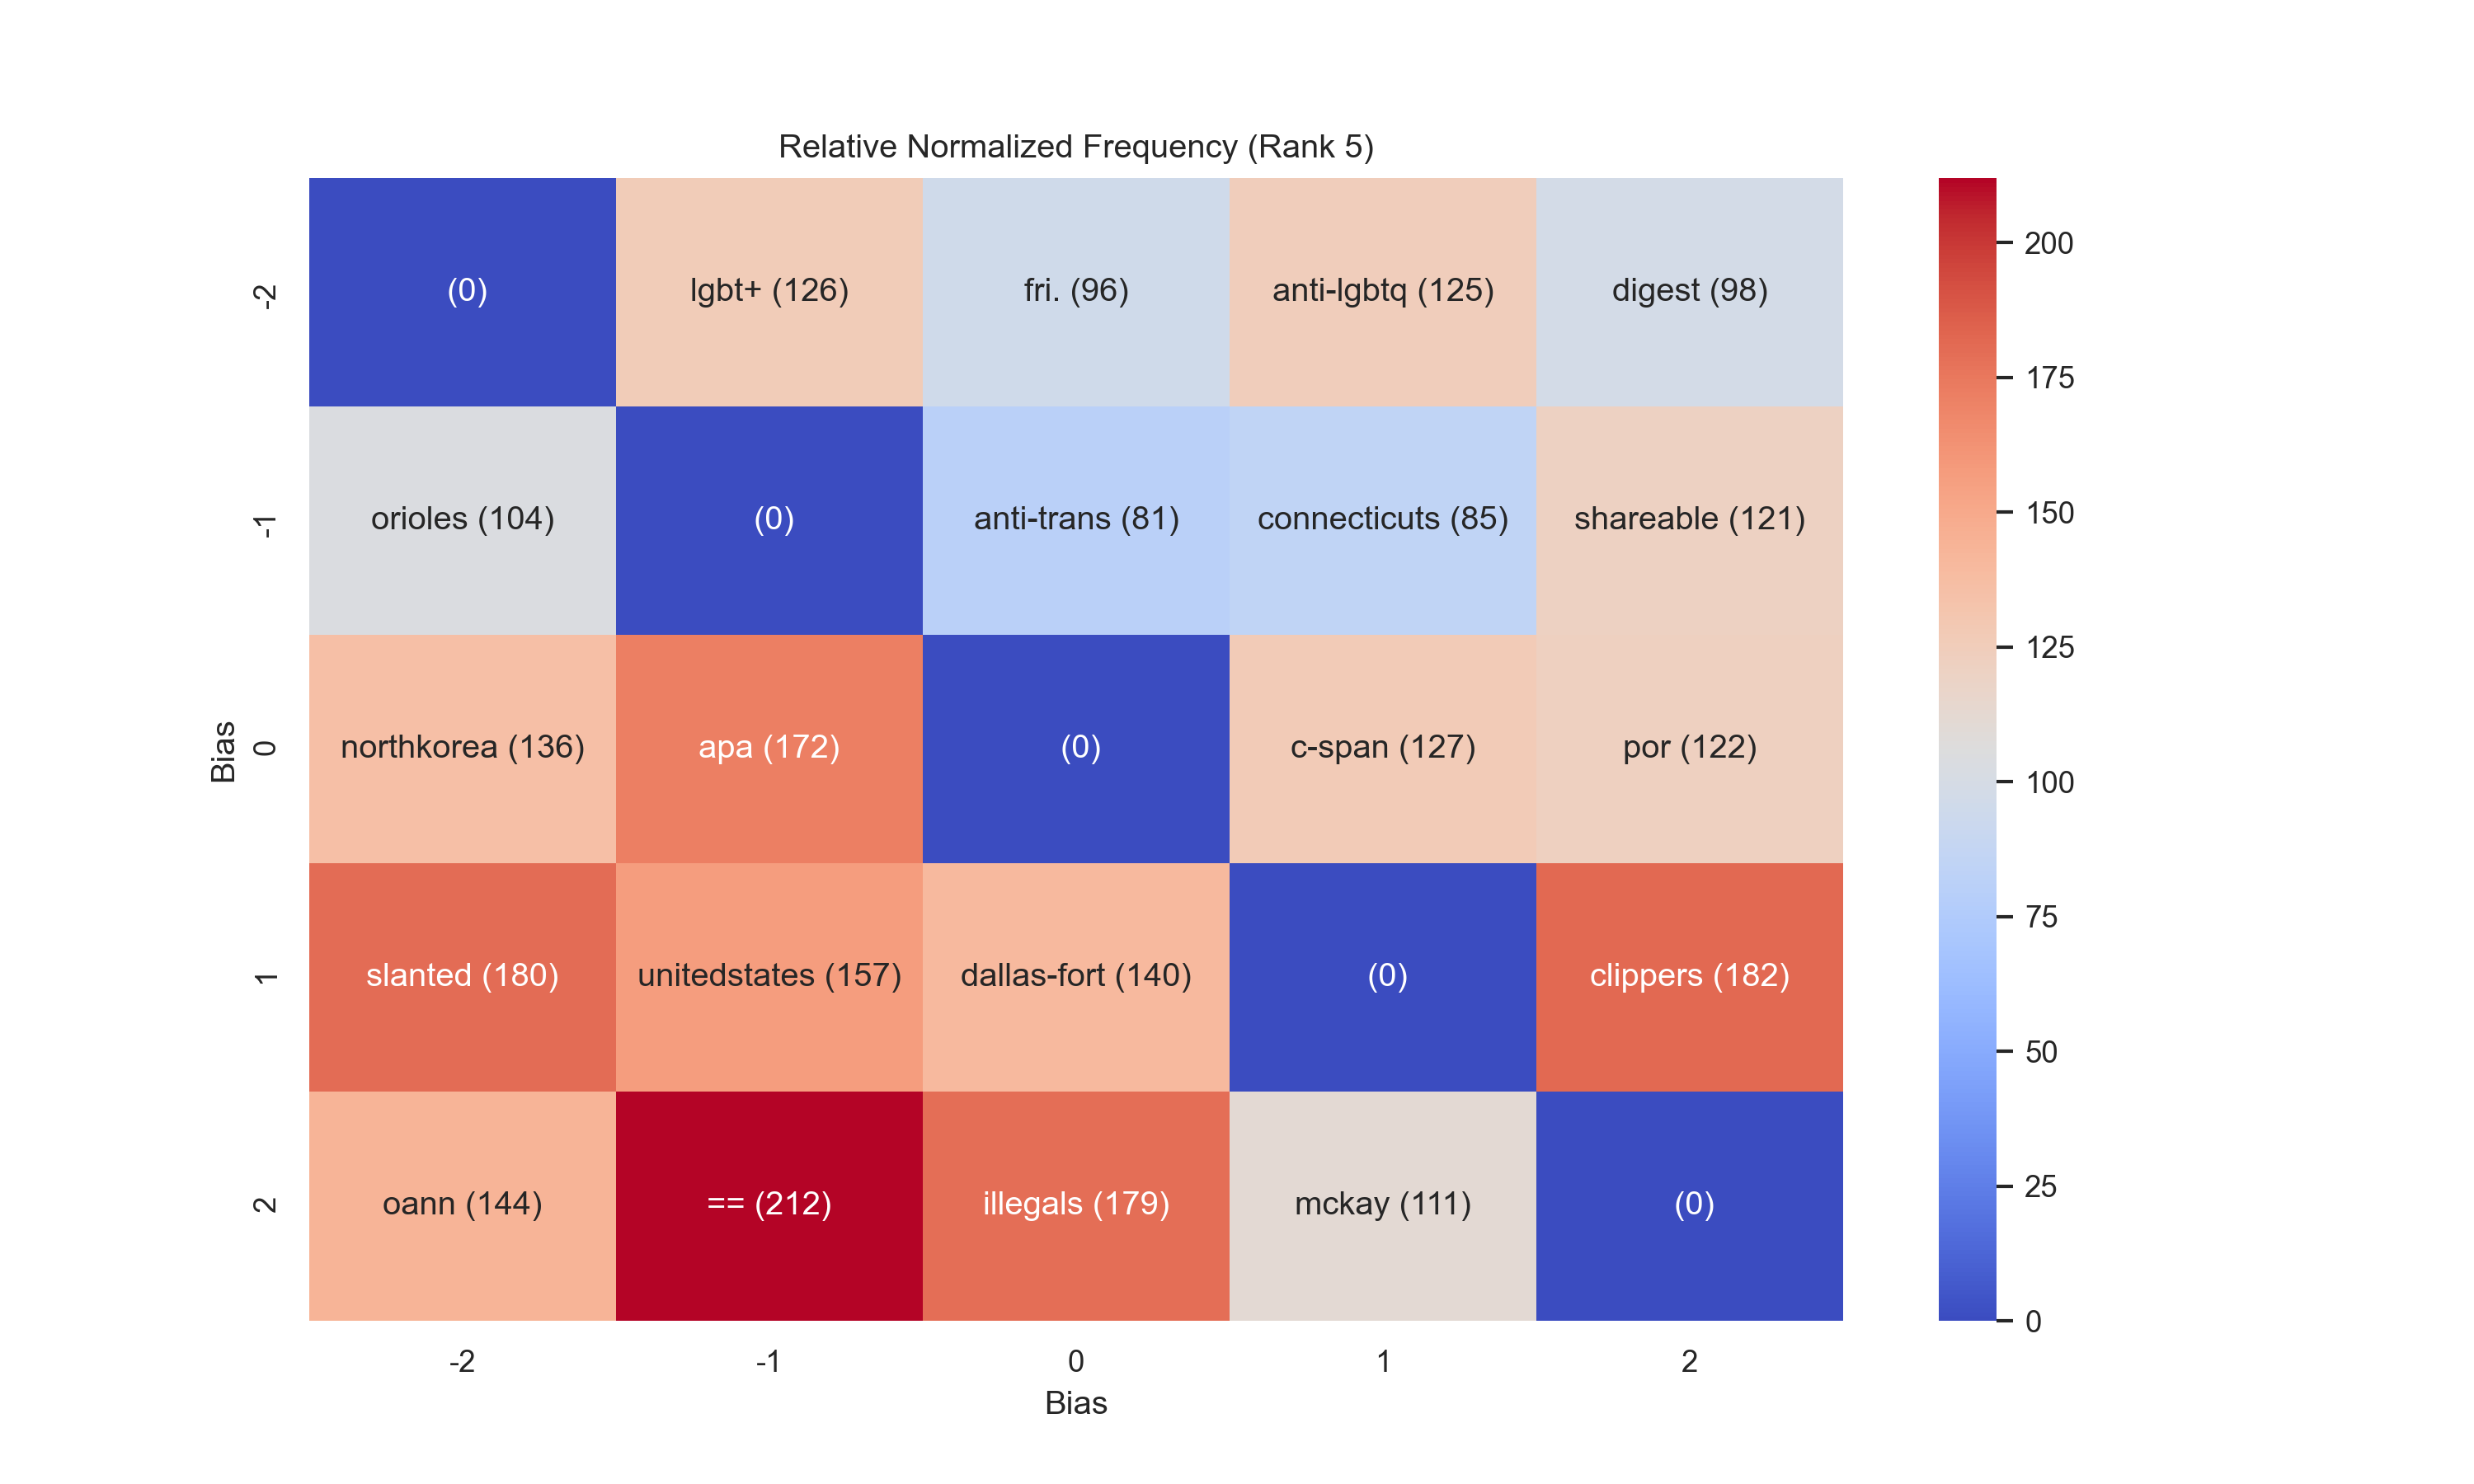 Relative Normalized Frequency (Rank 5)
Bias
-2
(0)
lgbt+ (126)
fri. (96)
anti-lgbtq (125)
digest (98)
-1
orioles (104)
(0)
anti-trans (81)
connecticuts (85)
shareable (121)
0
northkorea (136)
apa (172)
(0)
c-span (127)
por (122)
1
slanted (180)
unitedstates (157)
dallas-fort (140)
(0)
clippers (182)
2
oann (144)
== (212)
illegals (179)
mckay (111)
(0)
-2
-1
0
1
2
Bias
200
175
150
125
100
75
50
25
0